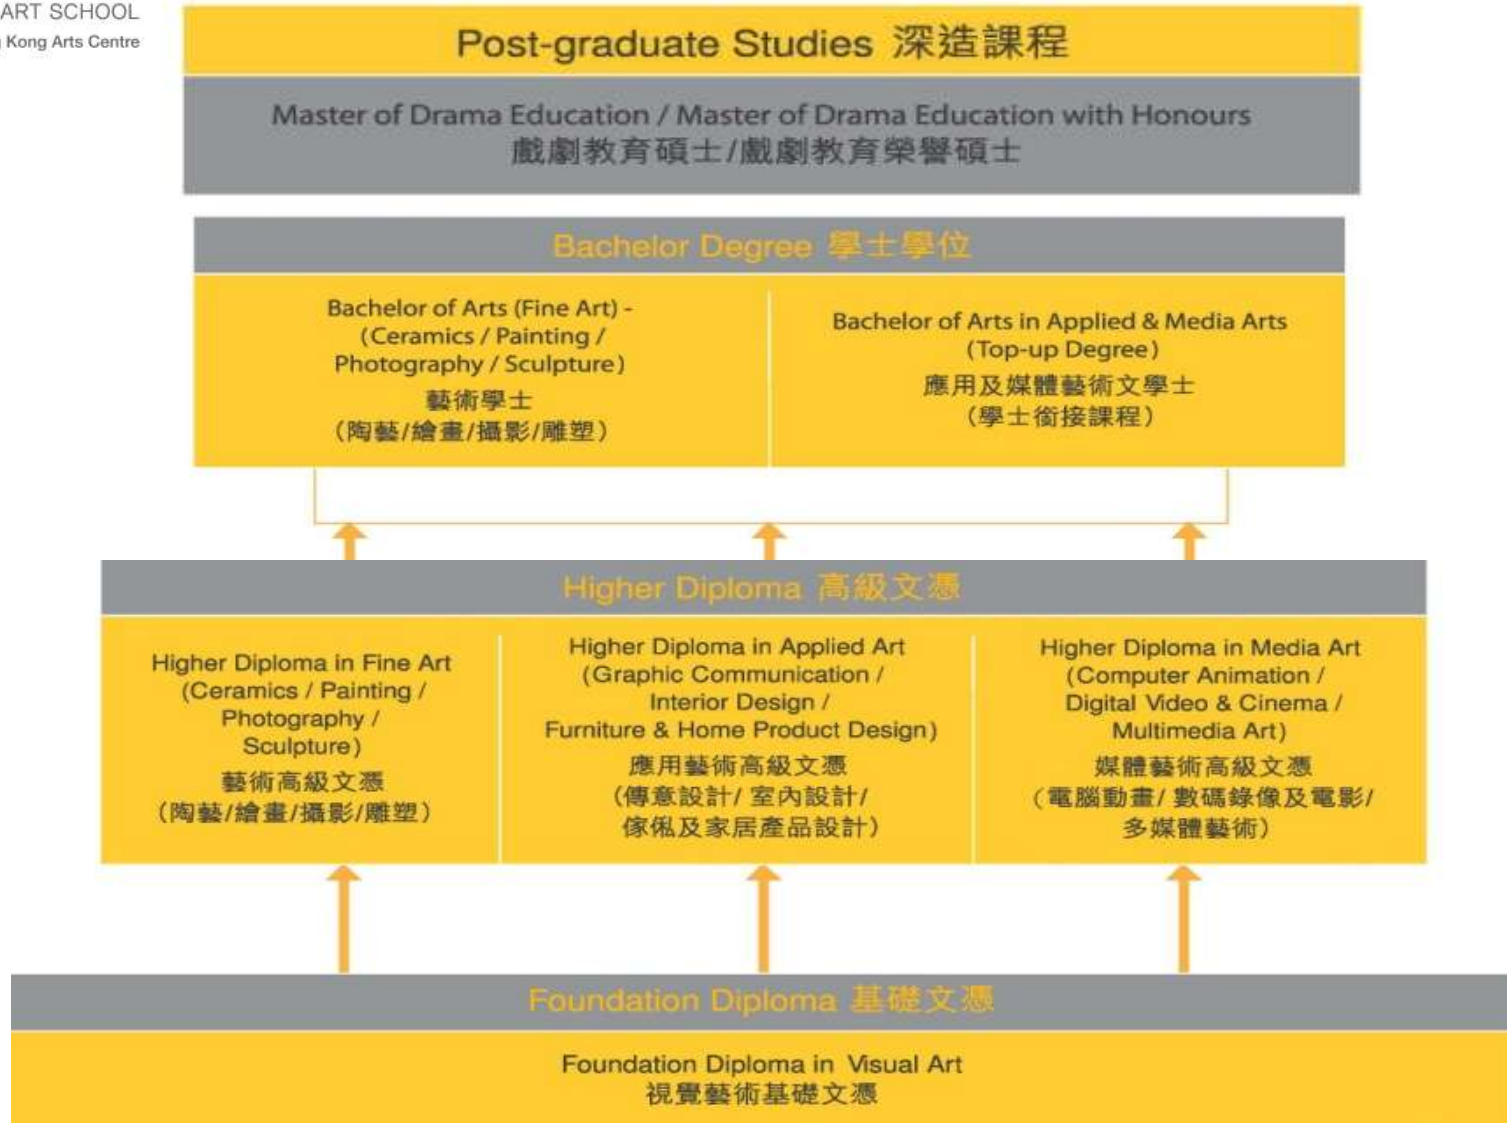 ART SCHOOL
Kong Arts Centre
Post-graduate Studies 深造課程
Master of Drama Education / Master of Drama Education with Honours
戲劇教育碩士/戲劇教育榮譽碩士
Bachelor Degree 學士學位
Bachelor of Arts (Fine Art) -
(Ceramics / Painting /
Photography / Sculpture)
藝術學士
(陶藝/繪畫/攝影/雕塑)
Bachelor of Arts in Applied & Media Arts
(Top-up Degree)
應用及媒體藝術文學士
(學士銜接課程)
Higher Diploma 高級文憑
Higher Diploma in Fine Art
(Ceramics / Painting /
Photography /
Sculpture)
藝術高級文憑
(陶藝/繪畫/攝影/雕塑)
Higher Diploma in Applied Art
(Graphic Communication /
Interior Design /
Furniture & Home Product Design)
應用藝術高級文憑
(傳意設計/ 室內設計/
傢俬及家居產品設計)
Higher Diploma in Media Art
(Computer Animation /
Digital Video & Cinema /
Multimedia Art)
媒體藝術高級文憑
(電腦動畫/ 數碼錄像及電影/
多媒體藝術)
Foundation Diploma 基礎文憑
Foundation Diploma in Visual Art
視覺藝術基礎文憑